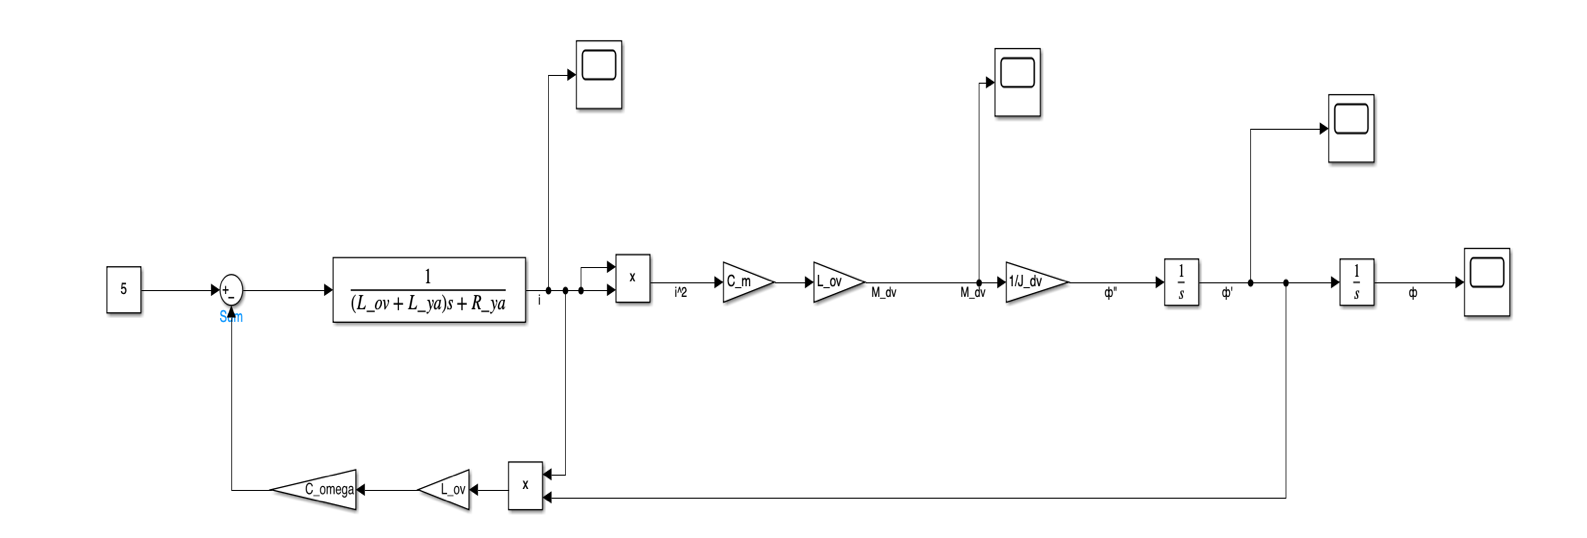 5
+
_
Sum
1
(L_ov + L_ya)s + R_ya
i
x
i^2
C_m
L_ov
M_dv
M_dv
1/J_dv
ф"
1
s
ф'
1
s
ф
C_omega
L_ov
x